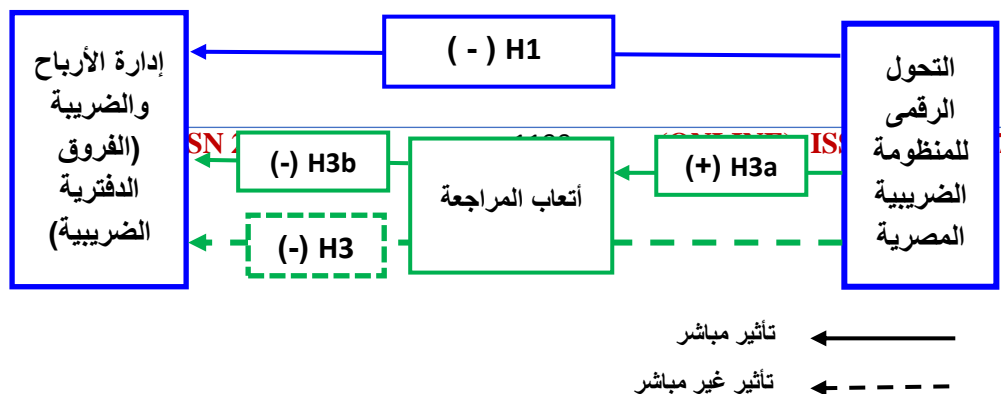 التحول
الرقمى
للمنظومة
الضريبية
المصرية
( - ) H1
(+) H3a
أتعاب المراجعة
(-) H3b
(-) H3
إدارة الأرباح
والضريبة
(الفروق
الدفترية
الضريبية)
تأثير مباشر
تأثير غير مباشر